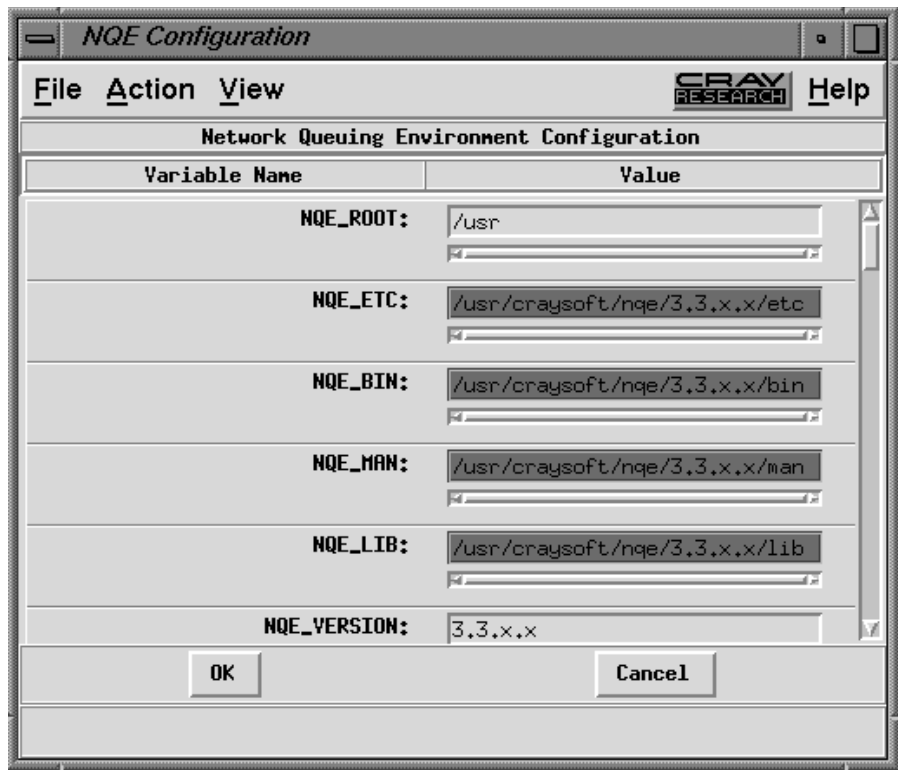 NQE Configuration
File Action View CRAY RESEARCH Help
Network Queuing Environment Configuration
Variable Name Value
NQE_ROOT: /usr
NQE_ETC: /usr/craysoft/nqe/3.3.x.x/etc
NQE_BIN: /usr/craysoft/nqe/3.3.x.x/bin
NQE_MAN: /usr/craysoft/nqe/3.3.x.x/man
NQE_LIB: /usr/craysoft/nqe/3.3.x.x/lib
NQE_VERSION: 3.3.x.x
OK Cancel